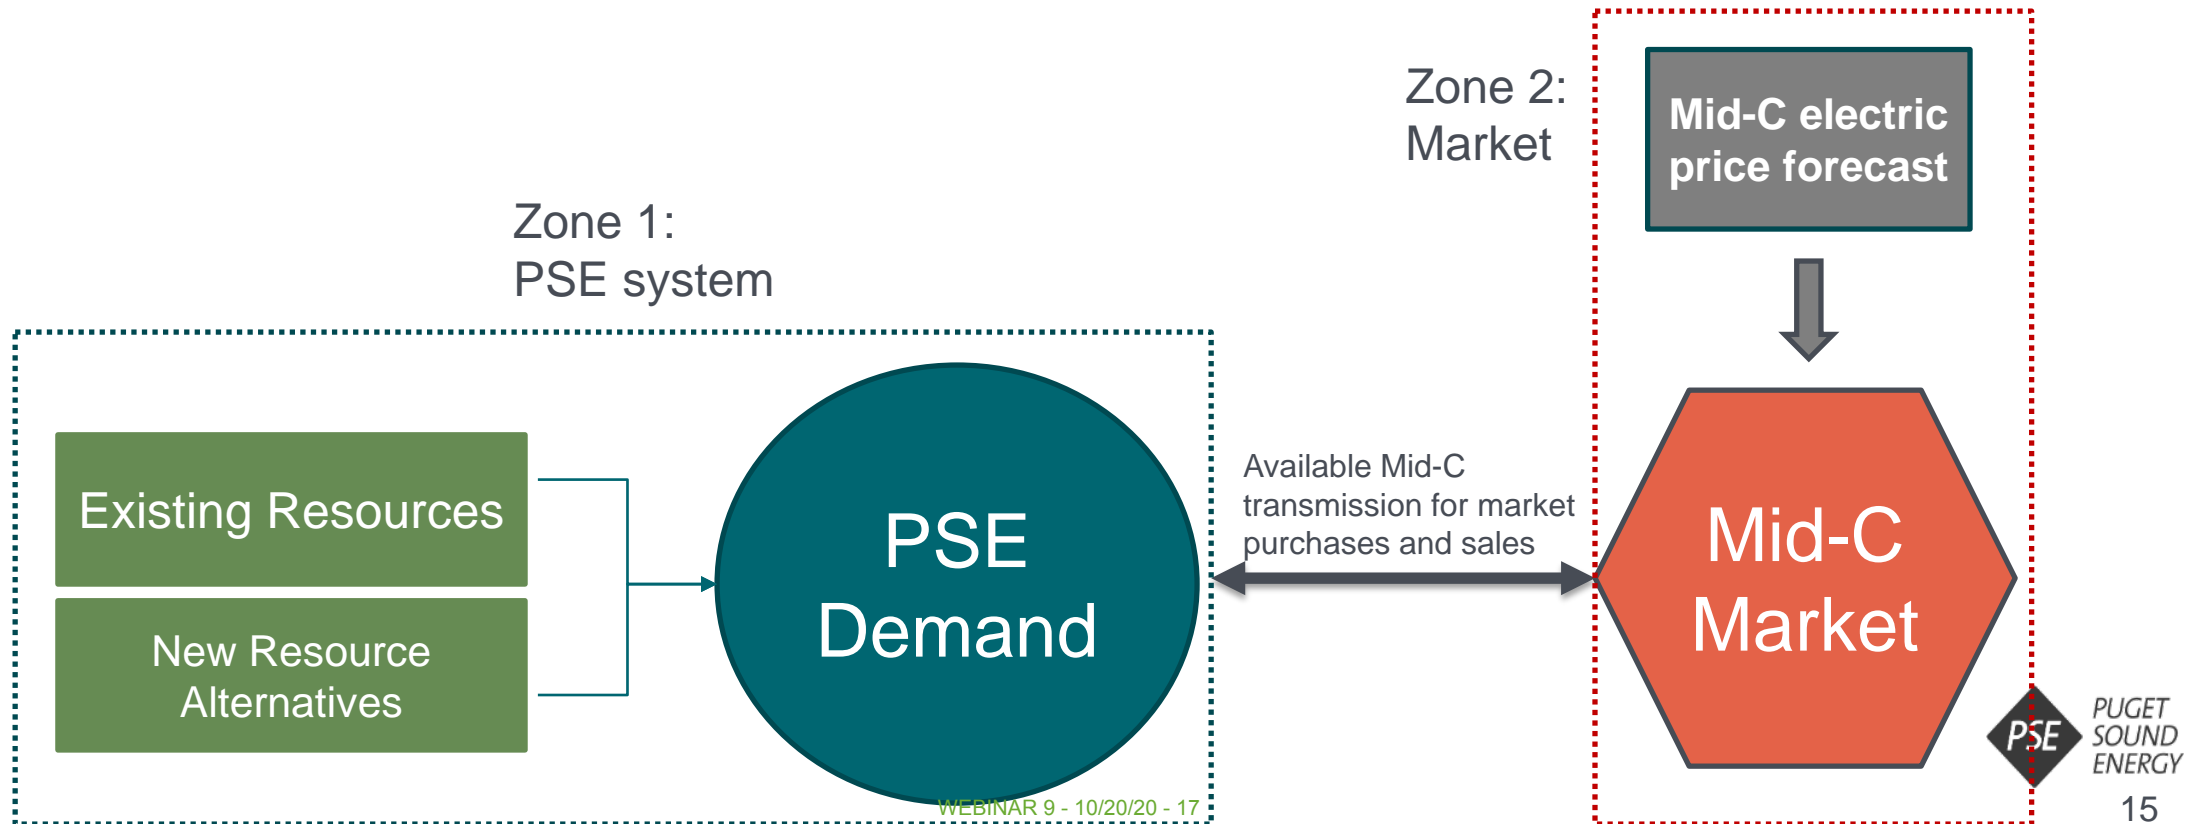 Zone 1:
PSE system
Existing Resources
New Resource
Alternatives
PSE
Demand
Available Mid-C
transmission for market
purchases and sales
Zone 2:
Market
Mid-C electric
price forecast
Mid-C
Market
WEBINAR 9 - 10/20/20 - 17
PSE
PUGET
SOUND
ENERGY
15